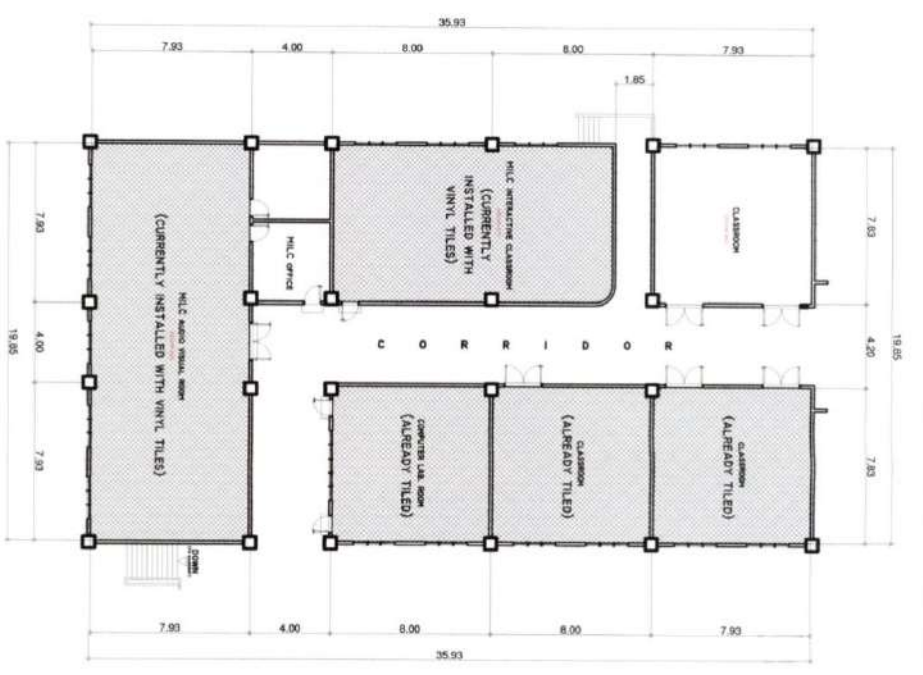 35.93
7.93
4.00
8.00
8.00
7.93
1.85
19.85
7.93
4.00
7.93
MILC AUDIO VISUAL ROOM
(CURRENTLY INSTALLED WITH VINYL TILES)
MILC OFFICE
MILC INTERACTIVE CLASSROOM
(CURRENTLY
INSTALLED WITH
VINYL TILES)
CLASSROOM
7.83
4.20
7.83
19.85
CORRIDOR
COMPUTER LAB. ROOM
(ALREADY TILED)
CLASSROOM
(ALREADY TILED)
CLASSROOM
(ALREADY TILED)
DOWN
7.93
4.00
8.00
8.00
7.93
35.93